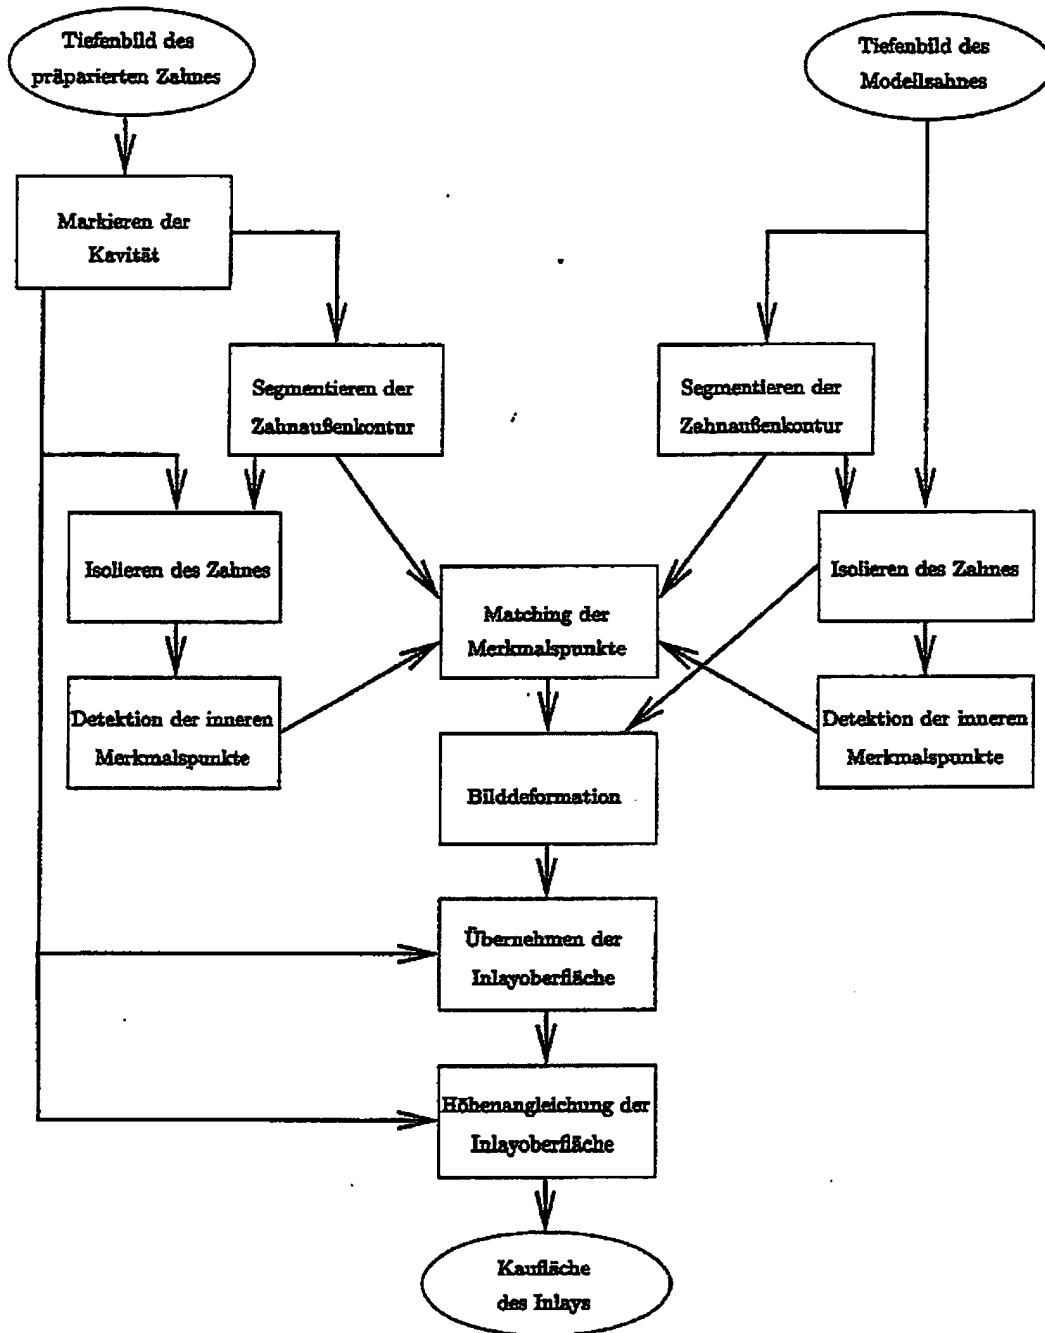 Tiefenbild des
präparierten Zahnes
Tiefenbild des
Modellzahnes
Markieren der
Kavität
Segmentieren der
Zahnaußenkontur
Segmentieren der
Zahnaußenkontur
Isolieren des Zahnes
Isolieren des Zahnes
Matching der
Merkmalspunkte
Detektion der inneren
Merkmalspunkte
Detektion der inneren
Merkmalspunkte
Bilddeformation
Übernehmen der
Inlayoberfläche
Höhenangleichung der
Inlayoberfläche
Kaufläche
des Inlays